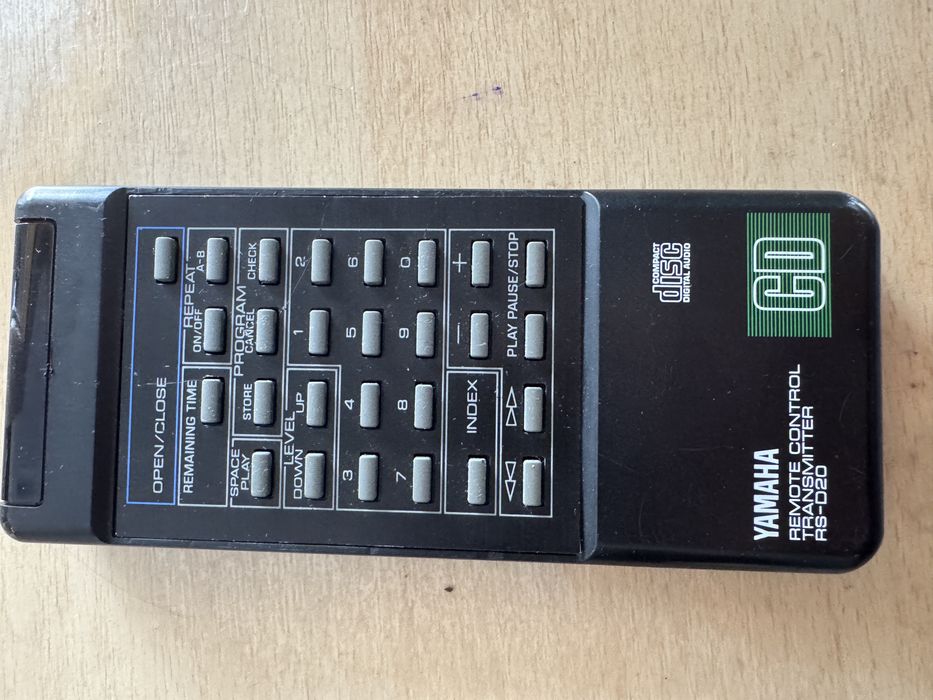 OPEN/CLOSE
REPEAT
REMAINING TIME ON/OFF A-B
PROGRAM
SPACE
PLAY STORE CANCEL CHECK
LEVEL
DOWN UP 1 2
3 4 5 6
7 8 9 0
INDEX − +
◁◁ ▷▷ PLAY PAUSE/STOP
COMPACT
disc
DIGITAL AUDIO
CD
YAMAHA
REMOTE CONTROL
TRANSMITTER
RS-D20